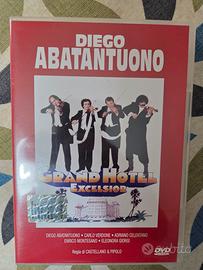 DIEGO
ABATANTUONO
GRAND HOTEL
EXCELSIOR
DIEGO ABATANTUONO • CARLO VERDONE • ADRIANO CELENTANO
ENRICO MONTESANO • ELEONORA GIORGI
Regia di CASTELLANO & PIPOLO
DVD